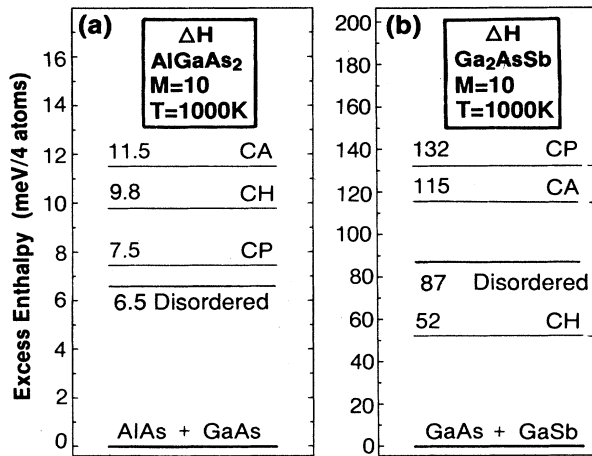 (a)
ΔH
AlGaAs₂
M=10
T=1000K
Excess Enthalpy (meV/4 atoms)
16
14
12
10
8
6
4
2
0
11.5 CA
9.8 CH
7.5 CP
6.5 Disordered
AlAs + GaAs
(b)
ΔH
Ga₂AsSb
M=10
T=1000K
200
180
160
140
120
100
80
60
40
20
0
132 CP
115 CA
87 Disordered
52 CH
GaAs + GaSb